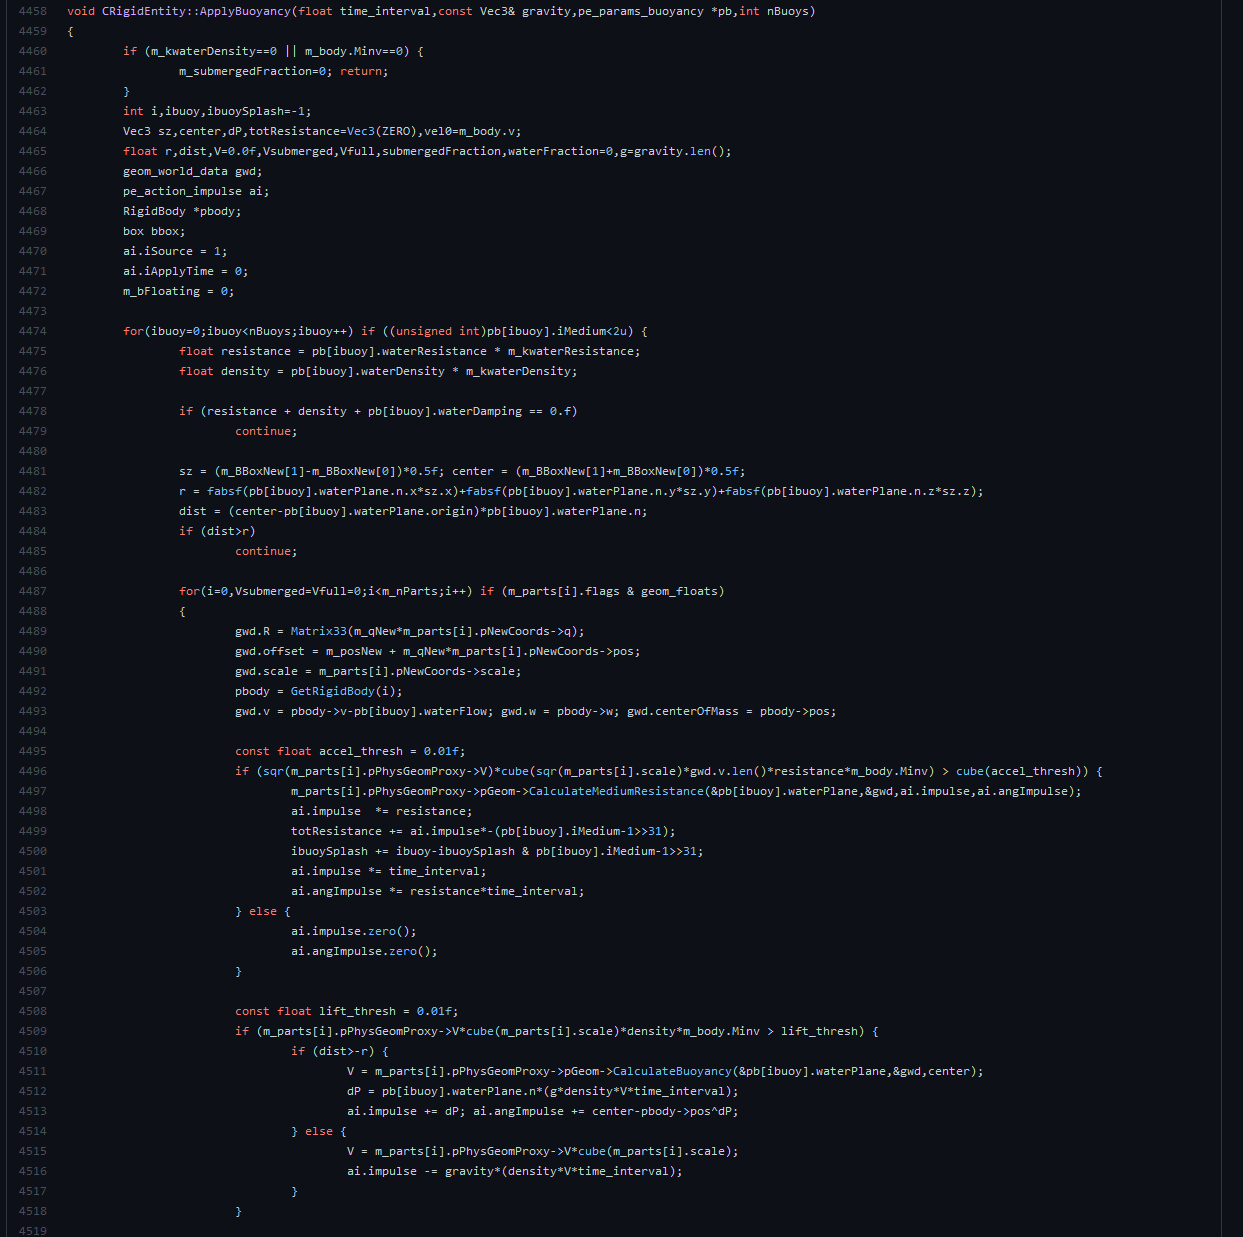 4458 void CRigidEntity::ApplyBuoyancy(float time_interval,const Vec3& gravity,pe_params_buoyancy *pb,int nBuoys)
4459 {
4460 if (m_kwaterDensity==0 || m_body.Minv==0) {
4461 m_submergedFraction=0; return;
4462 }
4463 int i,ibuoy,ibuoySplash=-1;
4464 Vec3 sz,center,dP,totResistance=Vec3(ZERO),vel0=m_body.v;
4465 float r,dist,V=0.0f,Vsubmerged,Vfull,submergedFraction,waterFraction=0,g=gravity.len();
4466 geom_world_data gwd;
4467 pe_action_impulse ai;
4468 RigidBody *pbody;
4469 box bbox;
4470 ai.iSource = 1;
4471 ai.iApplyTime = 0;
4472 m_bFloating = 0;
4473
4474 for(ibuoy=0;ibuoy<nBuoys;ibuoy++) if ((unsigned int)pb[ibuoy].iMedium<2u) {
4475 float resistance = pb[ibuoy].waterResistance * m_kwaterResistance;
4476 float density = pb[ibuoy].waterDensity * m_kwaterDensity;
4477
4478 if (resistance + density + pb[ibuoy].waterDamping == 0.f)
4479 continue;
4480
4481 sz = (m_BBoxNew[1]-m_BBoxNew[0])*0.5f; center = (m_BBoxNew[1]+m_BBoxNew[0])*0.5f;
4482 r = fabsf(pb[ibuoy].waterPlane.n.x*sz.x)+fabsf(pb[ibuoy].waterPlane.n.y*sz.y)+fabsf(pb[ibuoy].waterPlane.n.z*sz.z);
4483 dist = (center-pb[ibuoy].waterPlane.origin)*pb[ibuoy].waterPlane.n;
4484 if (dist>r)
4485 continue;
4486
4487 for(i=0,Vsubmerged=Vfull=0;i<m_nParts;i++) if (m_parts[i].flags & geom_floats)
4488 {
4489 gwd.R = Matrix33(m_qNew*m_parts[i].pNewCoords->q);
4490 gwd.offset = m_posNew + m_qNew*m_parts[i].pNewCoords->pos;
4491 gwd.scale = m_parts[i].pNewCoords->scale;
4492 pbody = GetRigidBody(i);
4493 gwd.v = pbody->v-pb[ibuoy].waterFlow; gwd.w = pbody->w; gwd.centerOfMass = pbody->pos;
4494
4495 const float accel_thresh = 0.01f;
4496 if (sqr(m_parts[i].pPhysGeomProxy->V)*cube(sqr(m_parts[i].scale)*gwd.v.len()*resistance*m_body.Minv) > cube(accel_thresh)) {
4497 m_parts[i].pPhysGeomProxy->pGeom->CalculateMediumResistance(&pb[ibuoy].waterPlane,&gwd,ai.impulse,ai.angImpulse);
4498 ai.impulse  *= resistance;
4499 totResistance += ai.impulse*-(pb[ibuoy].iMedium-1>>31);
4500 ibuoySplash += ibuoy-ibuoySplash & pb[ibuoy].iMedium-1>>31;
4501 ai.impulse *= time_interval;
4502 ai.angImpulse *= resistance*time_interval;
4503 } else {
4504 ai.impulse.zero();
4505 ai.angImpulse.zero();
4506 }
4507
4508 const float lift_thresh = 0.01f;
4509 if (m_parts[i].pPhysGeomProxy->V*cube(m_parts[i].scale)*density*m_body.Minv > lift_thresh) {
4510 if (dist>-r) {
4511 V = m_parts[i].pPhysGeomProxy->pGeom->CalculateBuoyancy(&pb[ibuoy].waterPlane,&gwd,center);
4512 dP = pb[ibuoy].waterPlane.n*(g*density*V*time_interval);
4513 ai.impulse += dP; ai.angImpulse += center-pbody->pos^dP;
4514 } else {
4515 V = m_parts[i].pPhysGeomProxy->V*cube(m_parts[i].scale);
4516 ai.impulse -= gravity*(density*V*time_interval);
4517 }
4518 }
4519